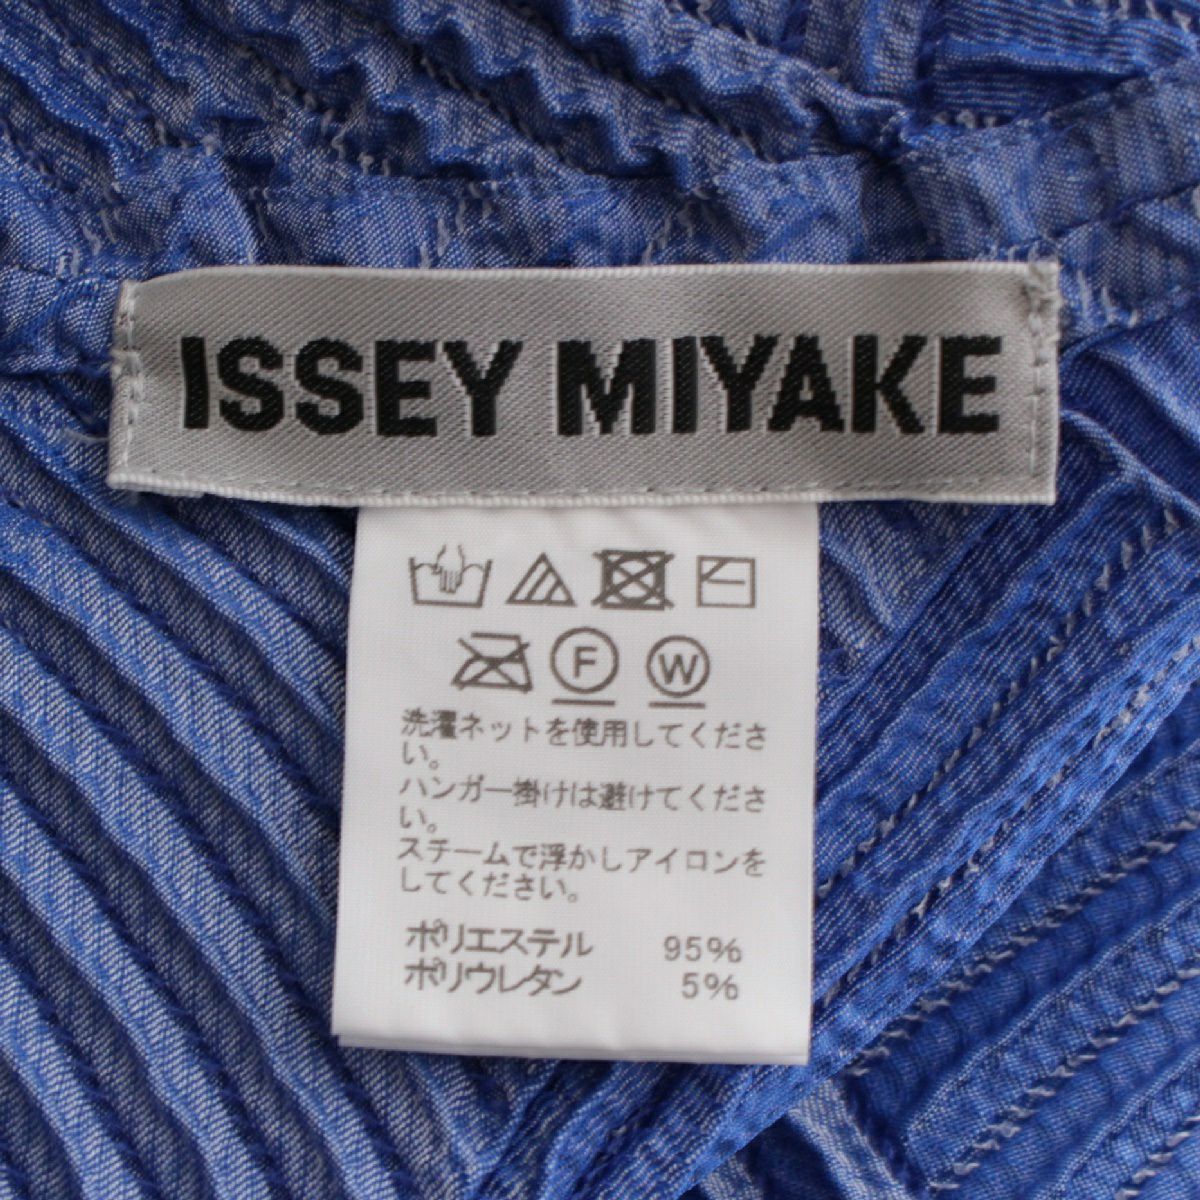 ISSEY MIYAKE
F W
洗濯ネットを使用してくださ
い。
ハンガー掛けは避けてくださ
い。
スチームで浮かしアイロンを
してください。
ポリエステル 95%
ポリウレタン 5%